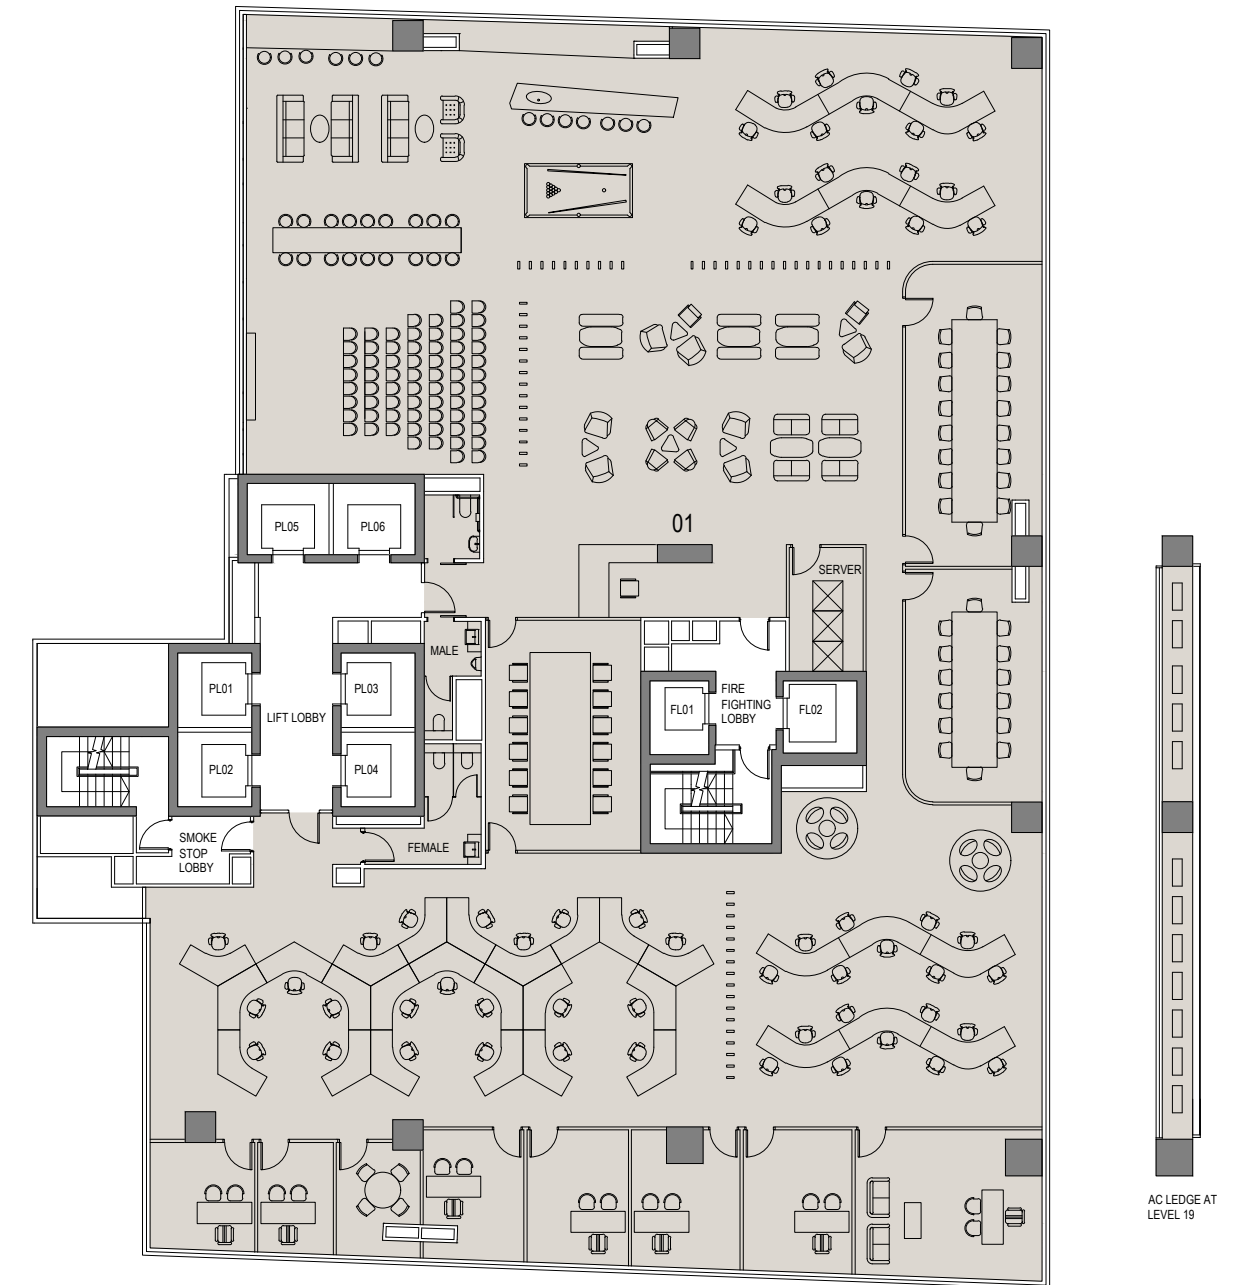 PL05
PL06
01
SERVER
MALE
PL01
PL03
LIFT LOBBY
FIRE
FIGHTING
LOBBY
FL01
FL02
PL02
PL04
SMOKE
STOP
LOBBY
FEMALE
AC LEDGE AT
LEVEL 19